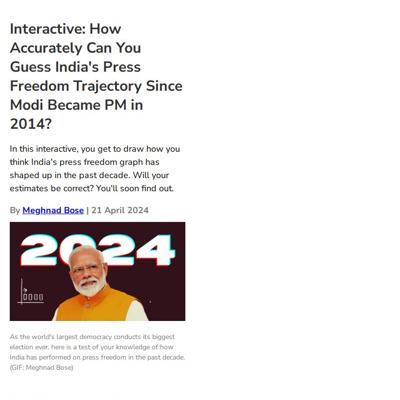 Interactive: How
Accurately Can You
Guess India's Press
Freedom Trajectory Since
Modi Became PM in
2014?
In this interactive, you get to draw how you
think India's press freedom graph has
shaped up in the past decade. Will your
estimates be correct? You'll soon find out.
By Meghnad Bose | 21 April 2024
2024
As the world's largest democracy conducts its biggest
election ever, here is a test of your knowledge of how
India has performed on press freedom in the past decade.
(GIF: Meghnad Bose)